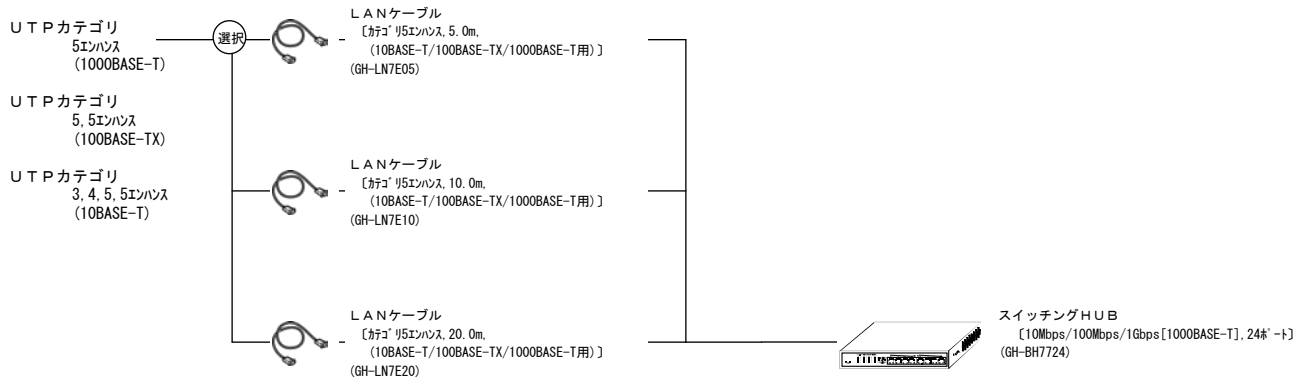 UTPカテゴリ
5エンハンス
(1000BASE-T)
UTPカテゴリ
5,5エンハンス
(100BASE-TX)
UTPカテゴリ
3,4,5,5エンハンス
(10BASE-T)
選択
LANケーブル
〔カテゴリ5エンハンス,5.0m,
(10BASE-T/100BASE-TX/1000BASE-T用)〕
(GH-LN7E05)
LANケーブル
〔カテゴリ5エンハンス,10.0m,
(10BASE-T/100BASE-TX/1000BASE-T用)〕
(GH-LN7E10)
LANケーブル
〔カテゴリ5エンハンス,20.0m,
(10BASE-T/100BASE-TX/1000BASE-T用)〕
(GH-LN7E20)
スイッチングHUB
〔10Mbps/100Mbps/1Gbps[1000BASE-T],24ポート〕
(GH-BH7724)